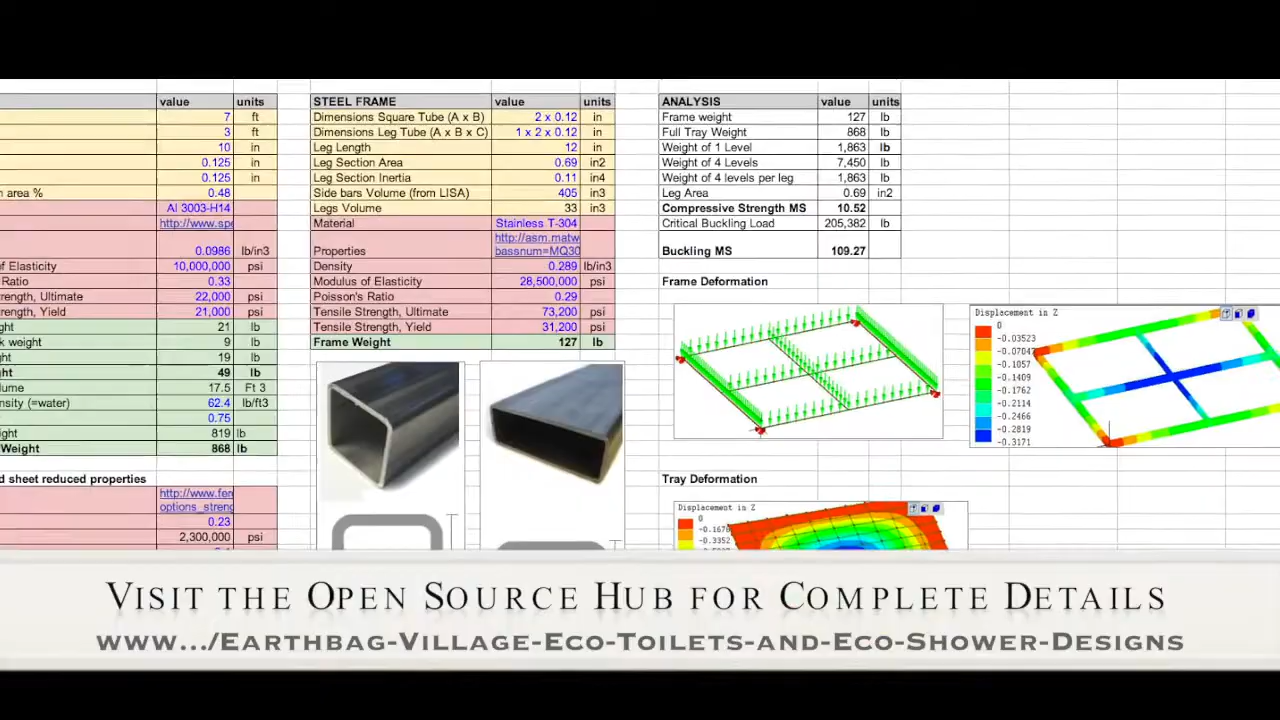 value units
7 ft
3 ft
10 in
0.125 in
0.125 in
n area % 0.48
Al 3003-H14
http://www.spe
0.0986 lb/in3
of Elasticity 10,000,000 psi
Ratio 0.33
trength, Ultimate 22,000 psi
trength, Yield 21,000 psi
ght 21 lb
k weight 9 lb
ght 19 lb
ght 49 lb
lume 17.5 Ft 3
nsity (=water) 62.4 lb/ft3
0.75
ght 819 lb
Weight 868 lb
d sheet reduced properties
http://www.fer
options_streng
0.23
2,300,000 psi
STEEL FRAME value units
Dimensions Square Tube (A x B) 2 x 0.12 in
Dimensions Leg Tube (A x B x C) 1 x 2 x 0.12 in
Leg Length 12 in
Leg Section Area 0.69 in2
Leg Section Inertia 0.11 in4
Side bars Volume (from LISA) 405 in3
Legs Volume 33 in3
Material Stainless T-304
http://asm.matw
Properties bassnum=MQ30
Density 0.289 lb/in3
Modulus of Elasticity 28,500,000 psi
Poisson's Ratio 0.29
Tensile Strength, Ultimate 73,200 psi
Tensile Strength, Yield 31,200 psi
Frame Weight 127 lb
ANALYSIS value units
Frame weight 127 lb
Full Tray Weight 868 lb
Weight of 1 Level 1,863 lb
Weight of 4 Levels 7,450 lb
Weight of 4 levels per leg 1,863 lb
Leg Area 0.69 in2
Compressive Strength MS 10.52
Critical Buckling Load 205,382 lb
Buckling MS 109.27
Frame Deformation
Displacement in Z
0
-0.03523
-0.07047
-0.1057
-0.1409
-0.1762
-0.2114
-0.2466
-0.2819
-0.3171
Tray Deformation
Displacement in Z
0
-0.1676
-0.3352
Visit the Open Source Hub for Complete Details
www.../Earthbag-Village-Eco-Toilets-and-Eco-Shower-Designs